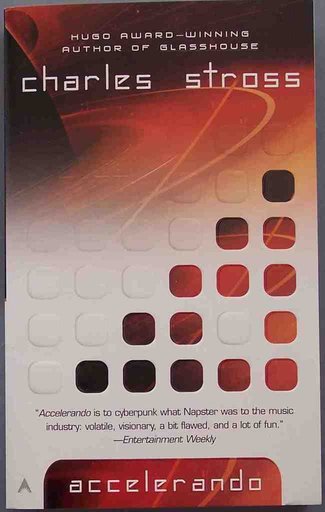 HUGO AWARD–WINNING
AUTHOR OF GLASSHOUSE
charles stross
"Accelerando is to cyberpunk what Napster was to the music
industry: volatile, visionary, a bit flawed, and a lot of fun."
—Entertainment Weekly
accelerando